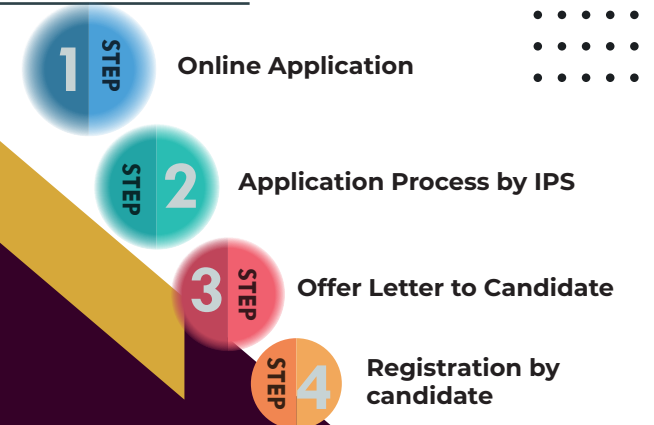 1 STEP
Online Application
STEP 2
Application Process by IPS
3 STEP
Offer Letter to Candidate
STEP 4
Registration by
candidate